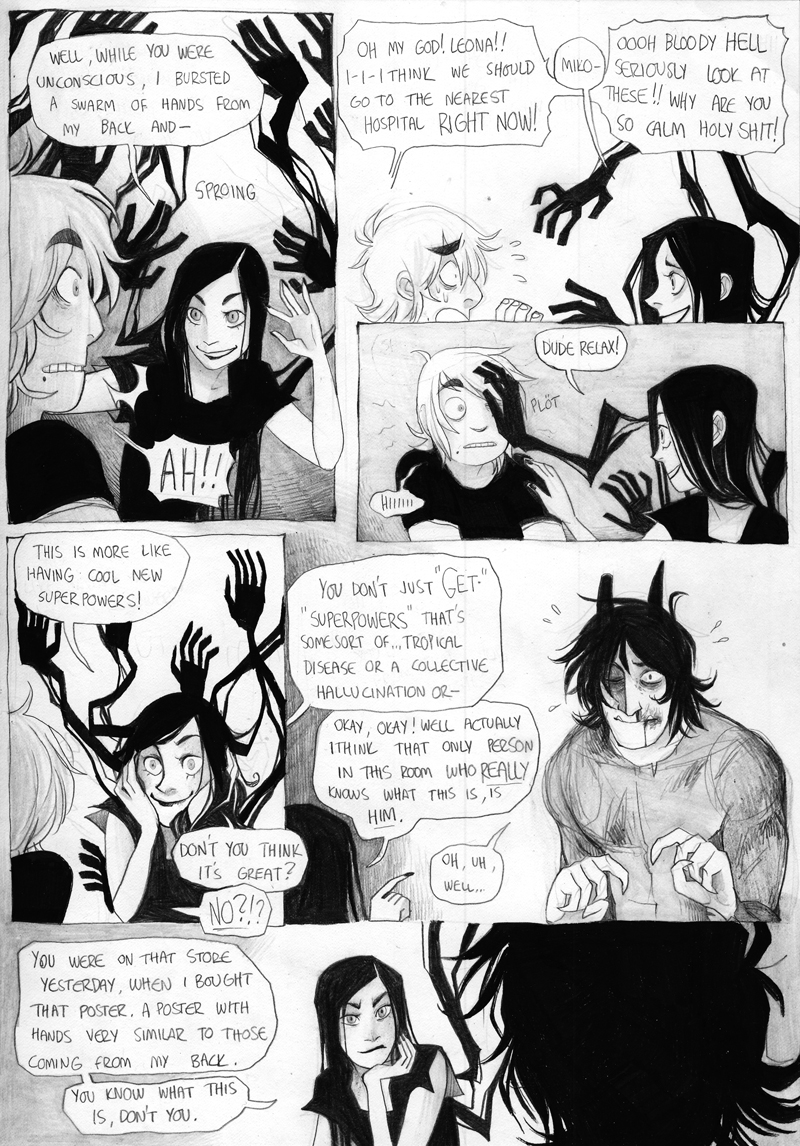 WELL, WHILE YOU WERE
UNCONSCIOUS, I BURSTED
A SWARM OF HANDS FROM
MY BACK AND—
SPROING
AH!!
OH MY GOD! LEONA!!
I-I-I THINK WE SHOULD
GO TO THE NEAREST
HOSPITAL RIGHT NOW!
MIKO-
OOOH BLOODY HELL
SERIOUSLY LOOK AT
THESE!! WHY ARE YOU
SO CALM HOLY SHIT!
DUDE RELAX!
PLÖT
HIIIIII
THIS IS MORE LIKE
HAVING COOL NEW
SUPERPOWERS!
DON'T YOU THINK
IT'S GREAT?
NO?!?
YOU DON'T JUST "GET-"
"SUPERPOWERS" THAT'S
SOMESORT OF...TROPICAL
DISEASE OR A COLLECTIVE
HALLUCINATION OR—
OKAY, OKAY! WELL ACTUALLY
I THINK THAT ONLY PERSON
IN THIS ROOM WHO REALLY
KNOWS WHAT THIS IS, IS
HIM.
OH, UH,
WELL...
YOU WERE ON THAT STORE
YESTERDAY, WHEN I BOUGHT
THAT POSTER. A POSTER WITH
HANDS VERY SIMILAR TO THOSE
COMING FROM MY BACK.
YOU KNOW WHAT THIS
IS, DON'T YOU.